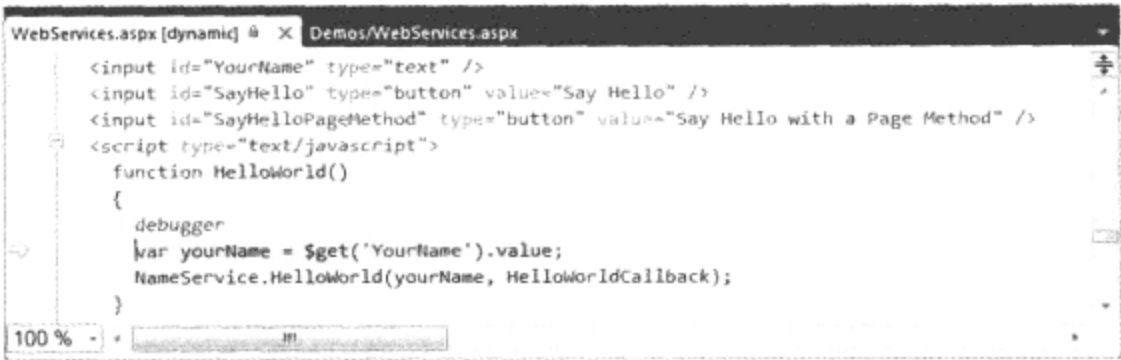 WebServices.aspx [dynamic] X Demos/WebServices.aspx
<input id="YourName" type="text" />
<input id="SayHello" type="button" value="Say Hello" />
<input id="SayHelloPageMethod" type="button" value="Say Hello with a Page Method" />
<script type="text/javascript">
function HelloWorld()
{
debugger
var yourName = $get('YourName').value;
NameService.HelloWorld(yourName, HelloWorldCallback);
}
100 %